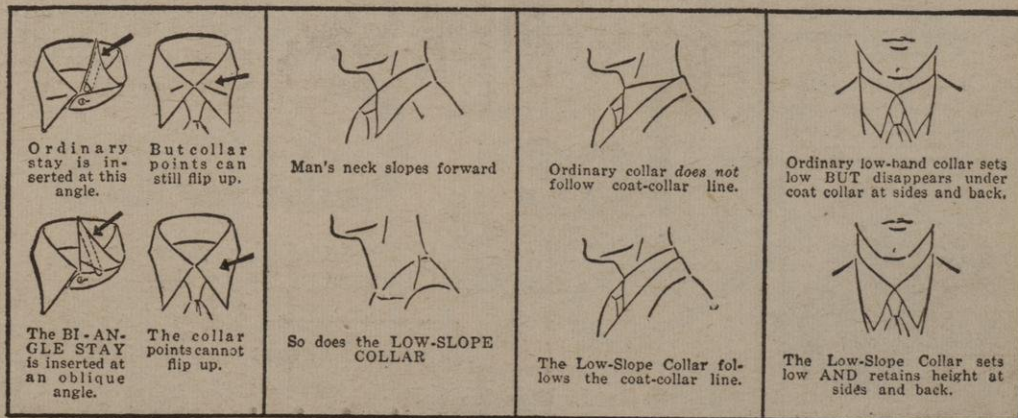 Ordinary
stay is in-
serted at this
angle.
But collar
points can
still flip up.
The BI-AN-
GLE STAY
is inserted at
an oblique
angle.
The collar
points cannot
flip up.
Man's neck slopes forward
So does the LOW-SLOPE
COLLAR
Ordinary collar does not
follow coat-collar line.
The Low-Slope Collar fol-
lows the coat-collar line.
Ordinary low-band collar sets
low BUT disappears under
coat collar at sides and back.
The Low-Slope Collar sets
low AND retains height at
sides and back.